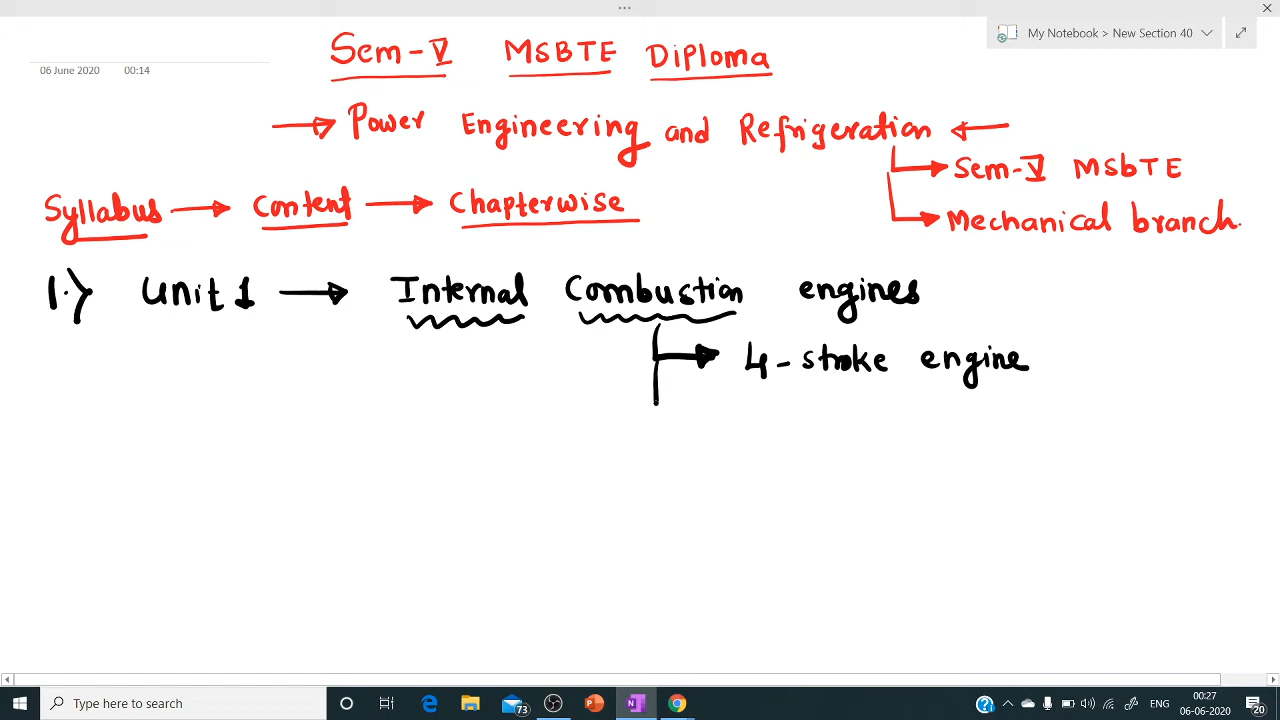 My Notebook > New Section 40
Sem-V MSBTE Diploma
06 June 2020 00:14
→ Power Engineering and Refrigeration ←
→ Sem-V MSbTE
Syllabus → Content → Chapterwise
→ Mechanical branch.
1.) Unit 1 → Internal Combustion engines
→ 4-stroke engine
Type here to search
73
ENG
00:27
06-06-2020
20